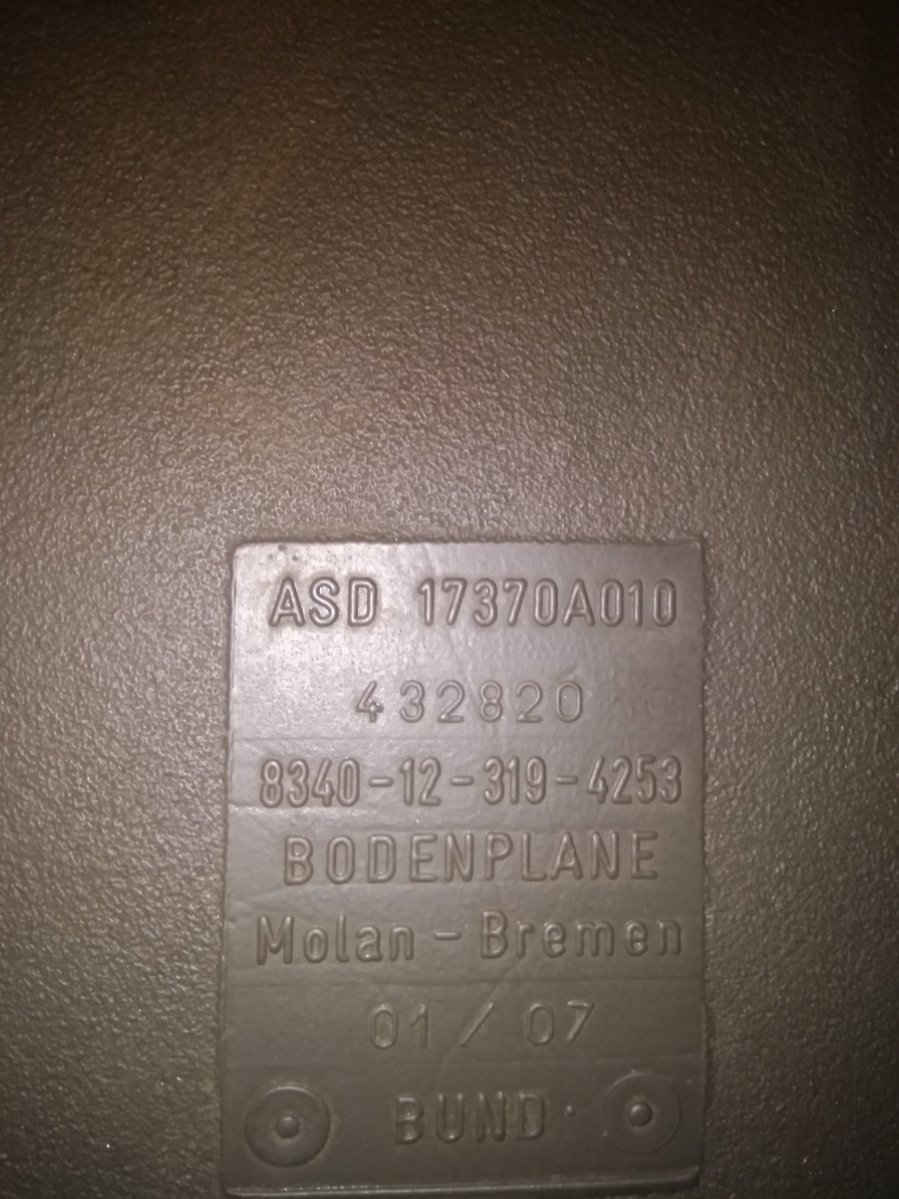 ASD 17370A010
432820
8340-12-319-4253
BODENPLANE
Molan - Bremen
01 / 07
BUND